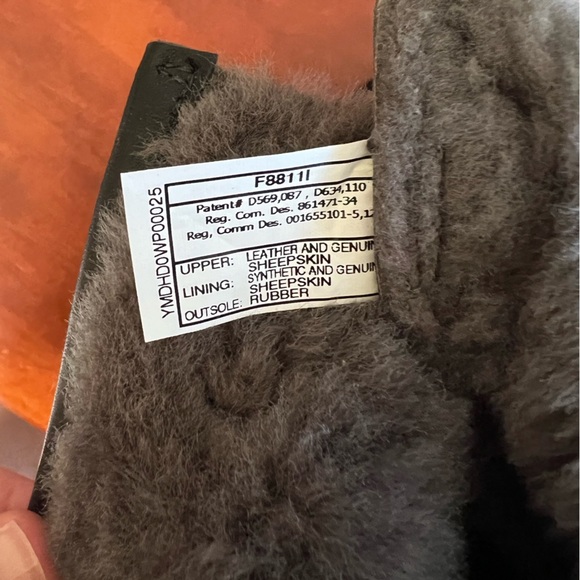 F8811I
Patent# D569,087 , D634,110
Reg. Com. Des. 861471-34
Reg, Comm Des. 001655101-5,12
UPPER: LEATHER AND GENUIN
SHEEPSKIN
LINING: SYNTHETIC AND GENUIN
SHEEPSKIN
OUTSOLE: RUBBER
YMDHD0WP00025